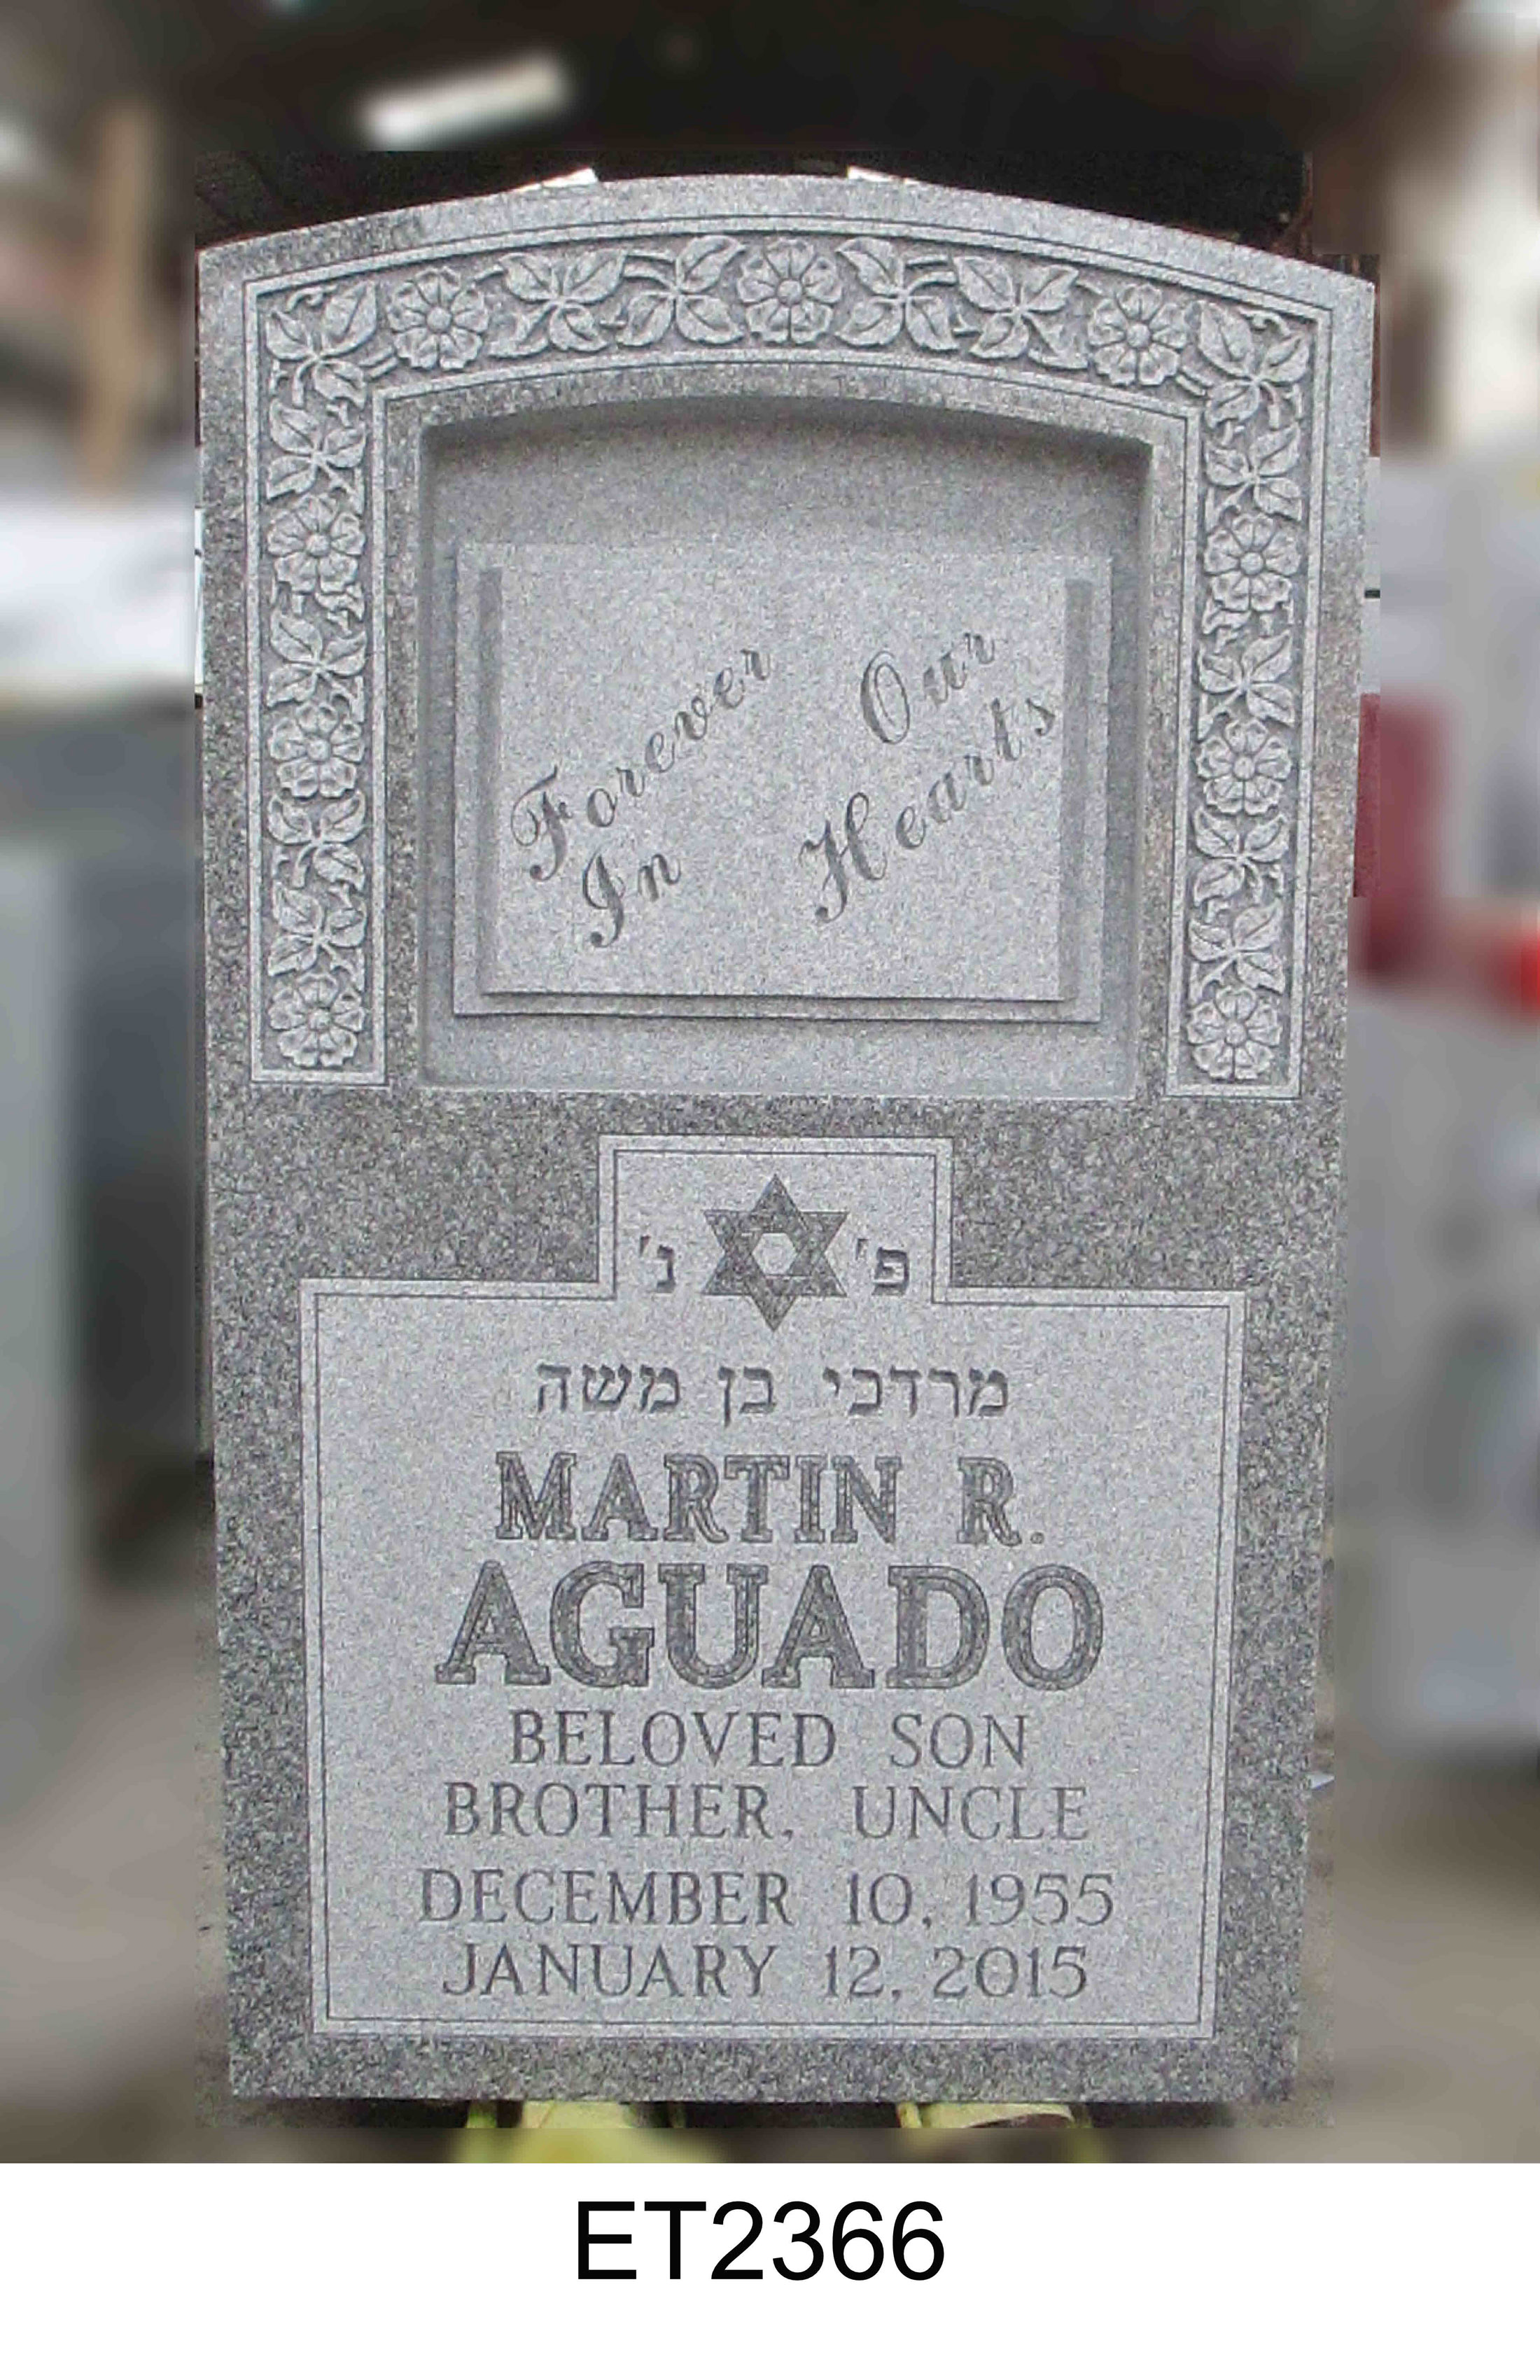 Forever Our
In Hearts
פ' נ'
מרדכי בן משה
MARTIN R.
AGUADO
BELOVED SON
BROTHER, UNCLE
DECEMBER 10, 1955
JANUARY 12, 2015
ET2366